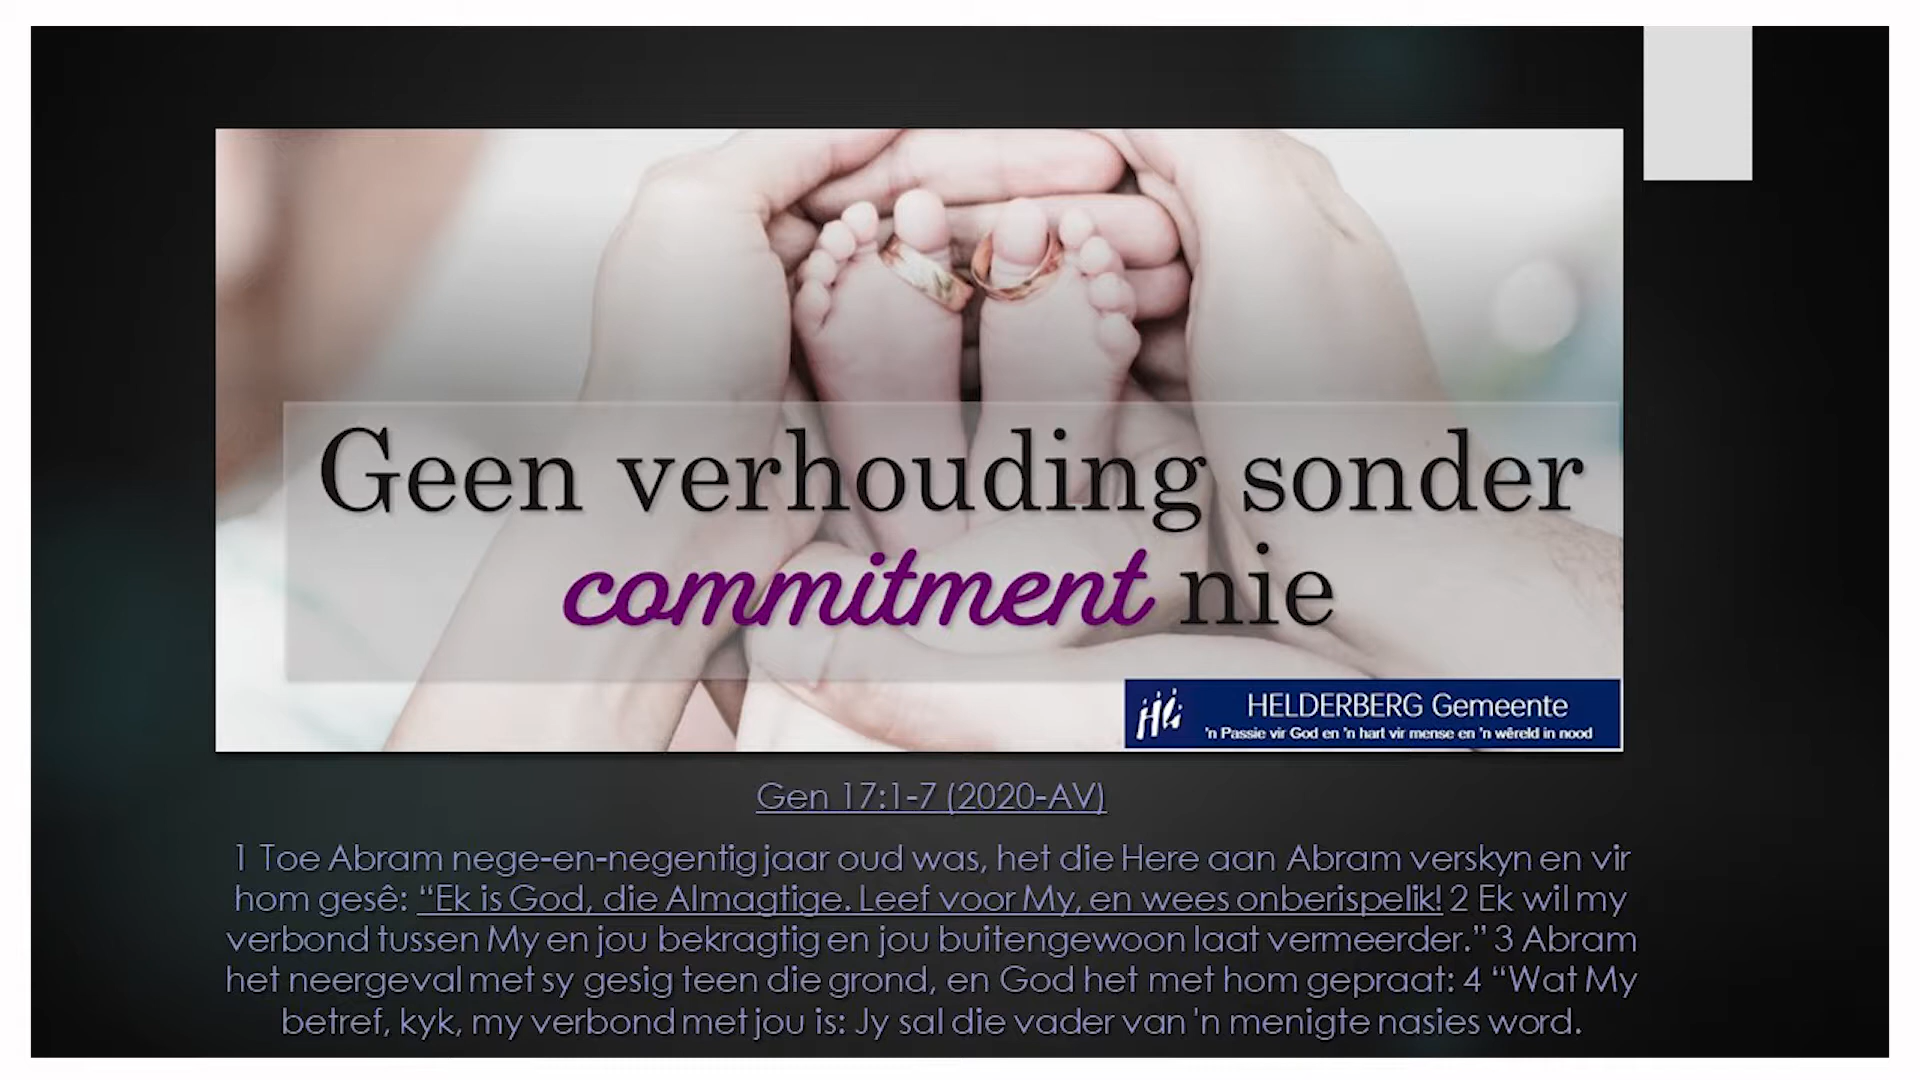 Geen verhouding sonder
commitment nie
HELDERBERG Gemeente
'n Passie vir God en 'n hart vir mense en 'n wêreld in nood
Gen 17:1-7 (2020-AV)
1 Toe Abram nege-en-negentig jaar oud was, het die Here aan Abram verskyn en vir
hom gesê: “Ek is God, die Almagtige. Leef voor My, en wees onberispelik! 2 Ek wil my
verbond tussen My en jou bekragtig en jou buitengewoon laat vermeerder.” 3 Abram
het neergeval met sy gesig teen die grond, en God het met hom gepraat: 4 “Wat My
betref, kyk, my verbond met jou is: Jy sal die vader van 'n menigte nasies word.